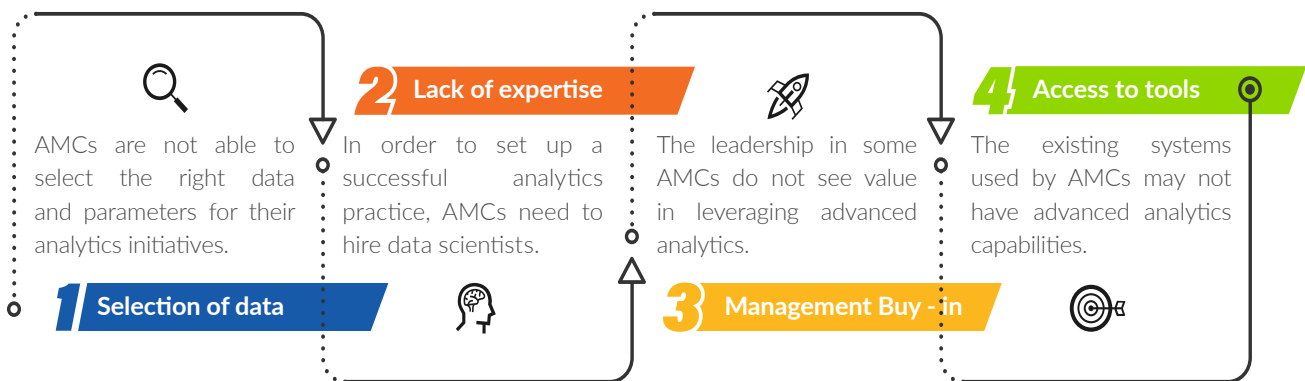 AMCs are not able to
select the right data
and parameters for their
analytics initiatives.
1 Selection of data
2 Lack of expertise
In order to set up a
successful analytics
practice, AMCs need to
hire data scientists.
The leadership in some
AMCs do not see value
in leveraging advanced
analytics.
3 Management Buy - in
4 Access to tools
The existing systems
used by AMCs may not
have advanced analytics
capabilities.